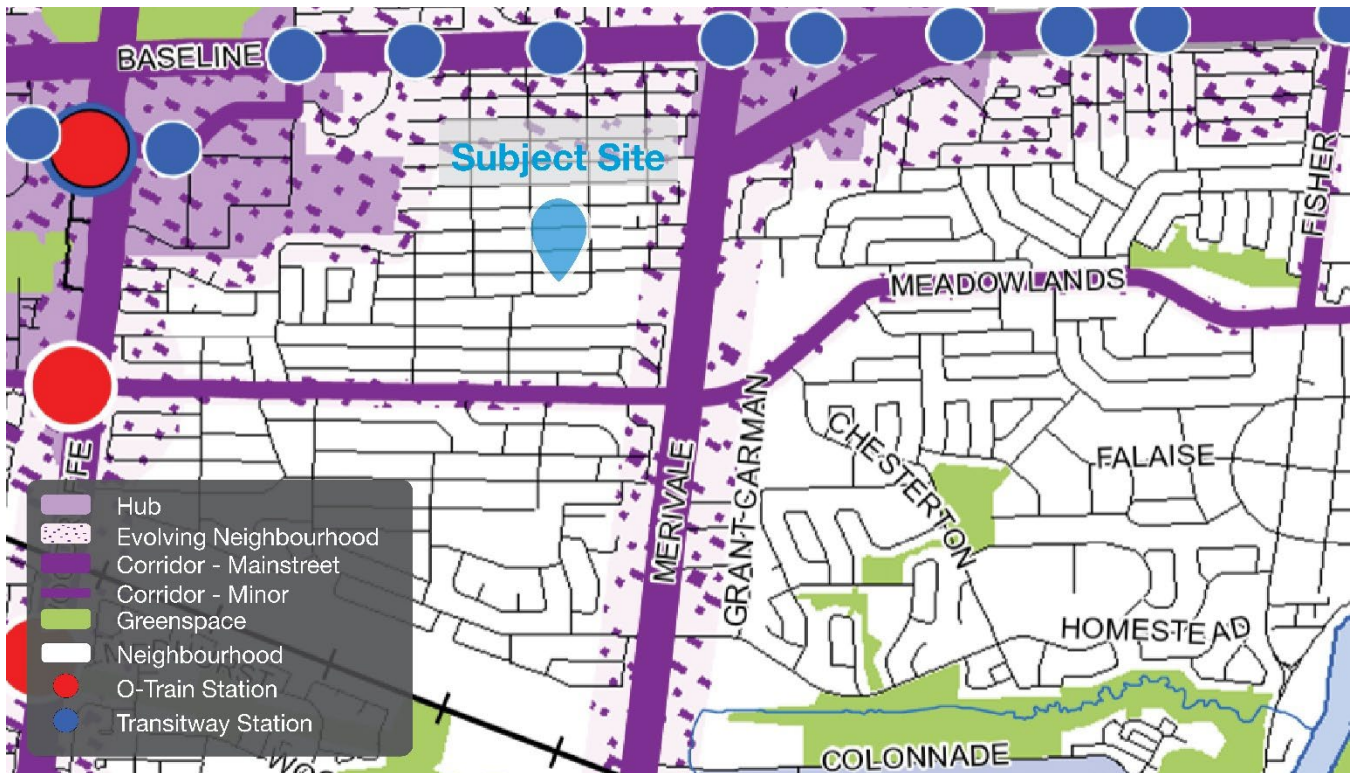 BASELINE
Subject Site
FISHER
MEADOWLANDS
GRANT CARMAN
MERIVALE
CHESTERTON
FALAISE
HOMESTEAD
COLONNADE
Hub
Evolving Neighbourhood
Corridor - Mainstreet
Corridor - Minor
Greenspace
Neighbourhood
O-Train Station
Transitway Station